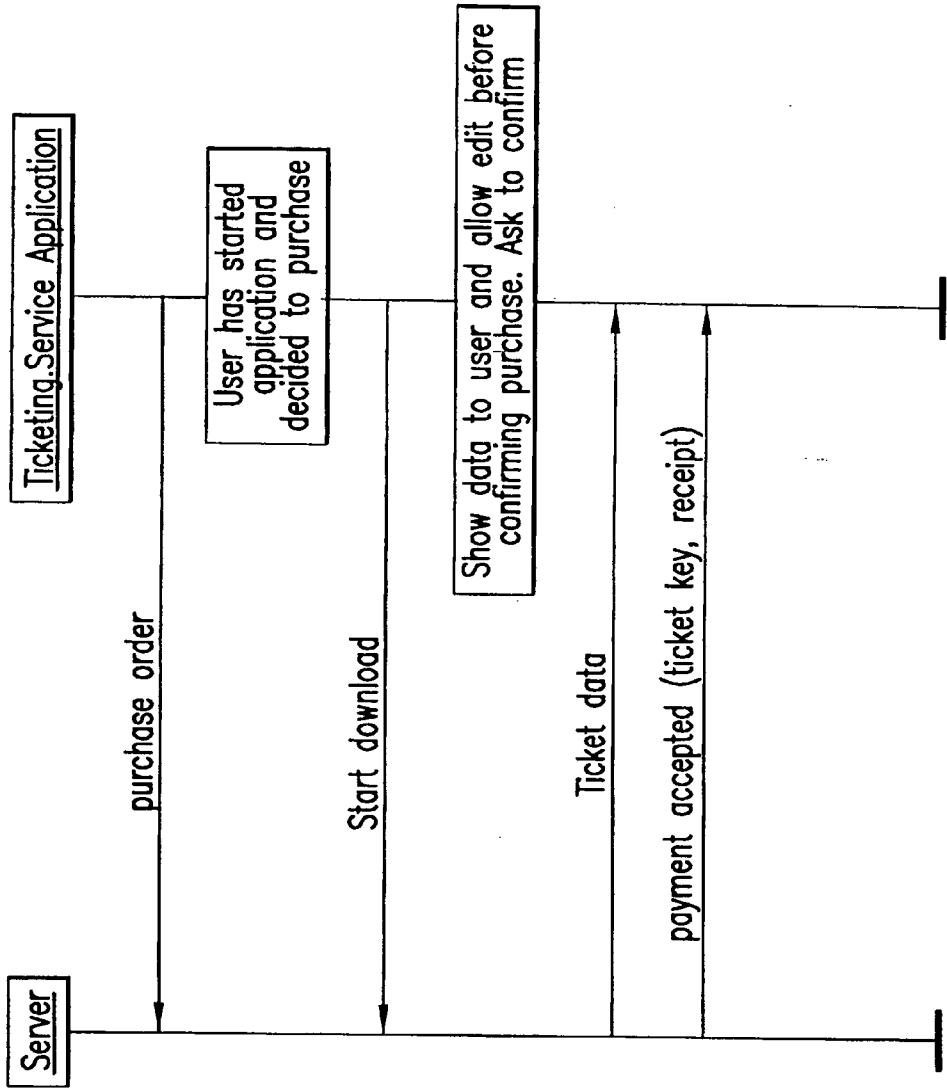 Server
Ticketing.Service Application
purchase order
User has started
application and
decided to purchase
Start download
Show data to user and allow edit before
confirming purchase. Ask to confirm
Ticket data
payment accepted (ticket key, receipt)